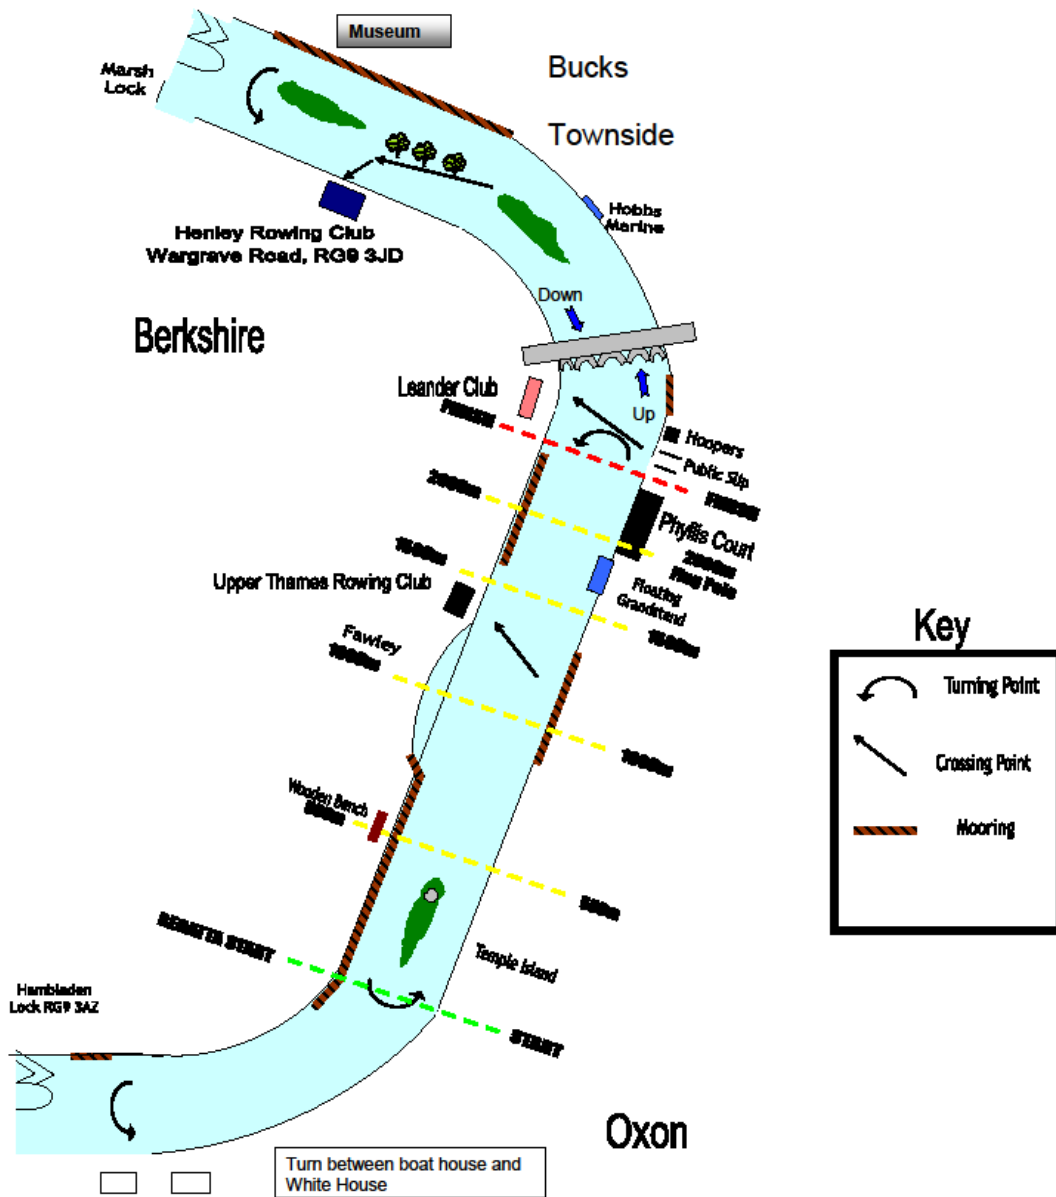 Museum
Bucks
Marsh
Lock
Townside
Hobbs
Marine
Henley Rowing Club
Wargrave Road, RG9 3JD
Down
Berkshire
Leander Club
FINISH
Up
Hoopers
Public Slip
FINISH
2000m
Phyllis Court
2000m
Flag Pole
1500m
Upper Thames Rowing Club
Floating
Grandstand
1500m
Fawley
1000m
1000m
Key
Turning Point
Crossing Point
Mooring
Wooden Bench
500m
500m
REGATTA START
Temple Island
START
Hambleden
Lock RG9 3AZ
Oxon
Turn between boat house and
White House